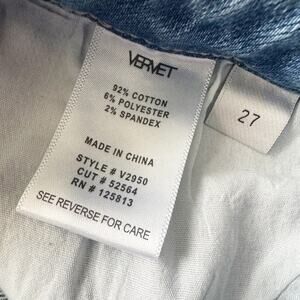 VERVET
92% COTTON
6% POLYESTER
2% SPANDEX
MADE IN CHINA
STYLE # V2950
CUT # 52564
RN # 125813
SEE REVERSE FOR CARE
27